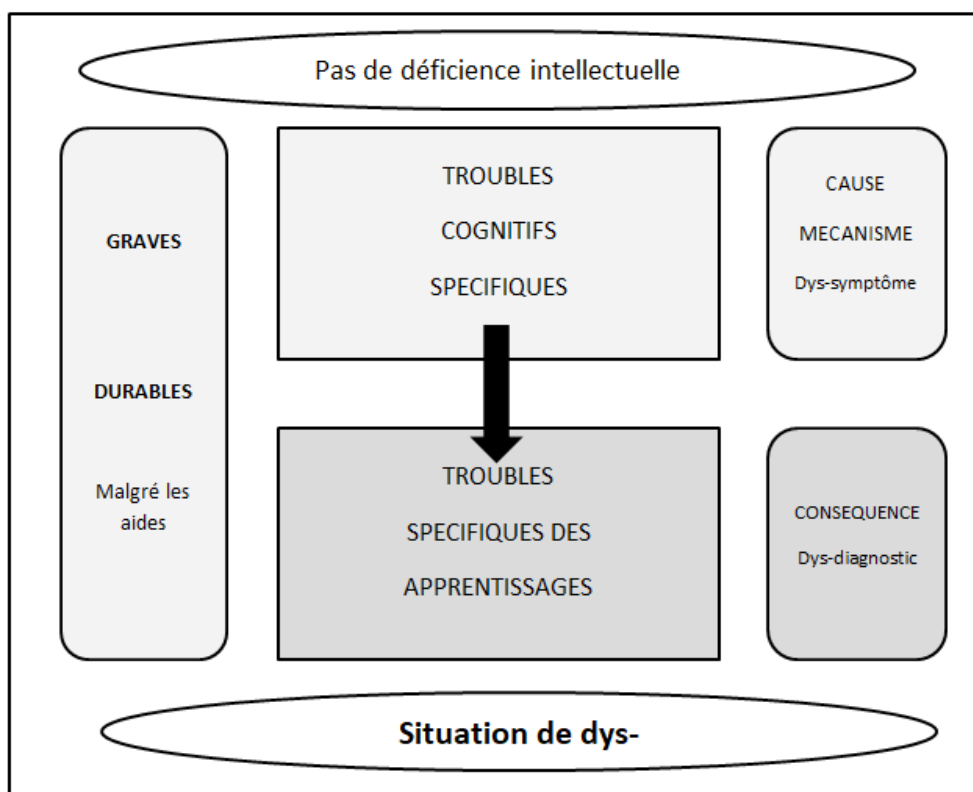 Pas de déficience intellectuelle
GRAVES
DURABLES
Malgré les
aides
TROUBLES
COGNITIFS
SPECIFIQUES
CAUSE
MECANISME
Dys-symptôme
TROUBLES
SPECIFIQUES DES
APPRENTISSAGES
CONSEQUENCE
Dys-diagnostic
Situation de dys-